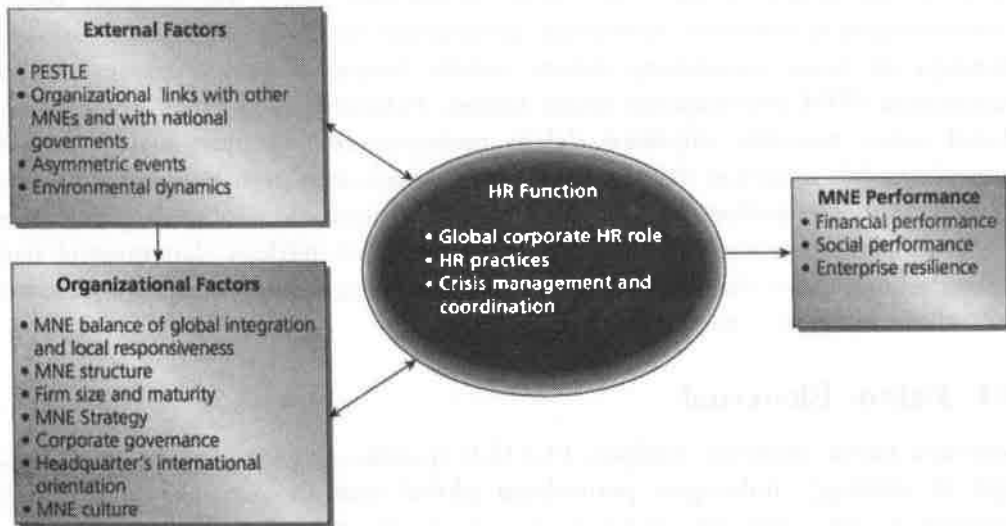 External Factors
• PESTLE
• Organizational links with other
MNEs and with national
goverments
• Asymmetric events
• Environmental dynamics
HR Function
• Global corporate HR role
• HR practices
• Crisis management and
coordination
MNE Performance
• Financial performance
• Social performance
• Enterprise resilience
Organizational Factors
• MNE balance of global integration
and local responsiveness
• MNE structure
• Firm size and maturity
• MNE Strategy
• Corporate governance
• Headquarter's international
orientation
• MNE culture